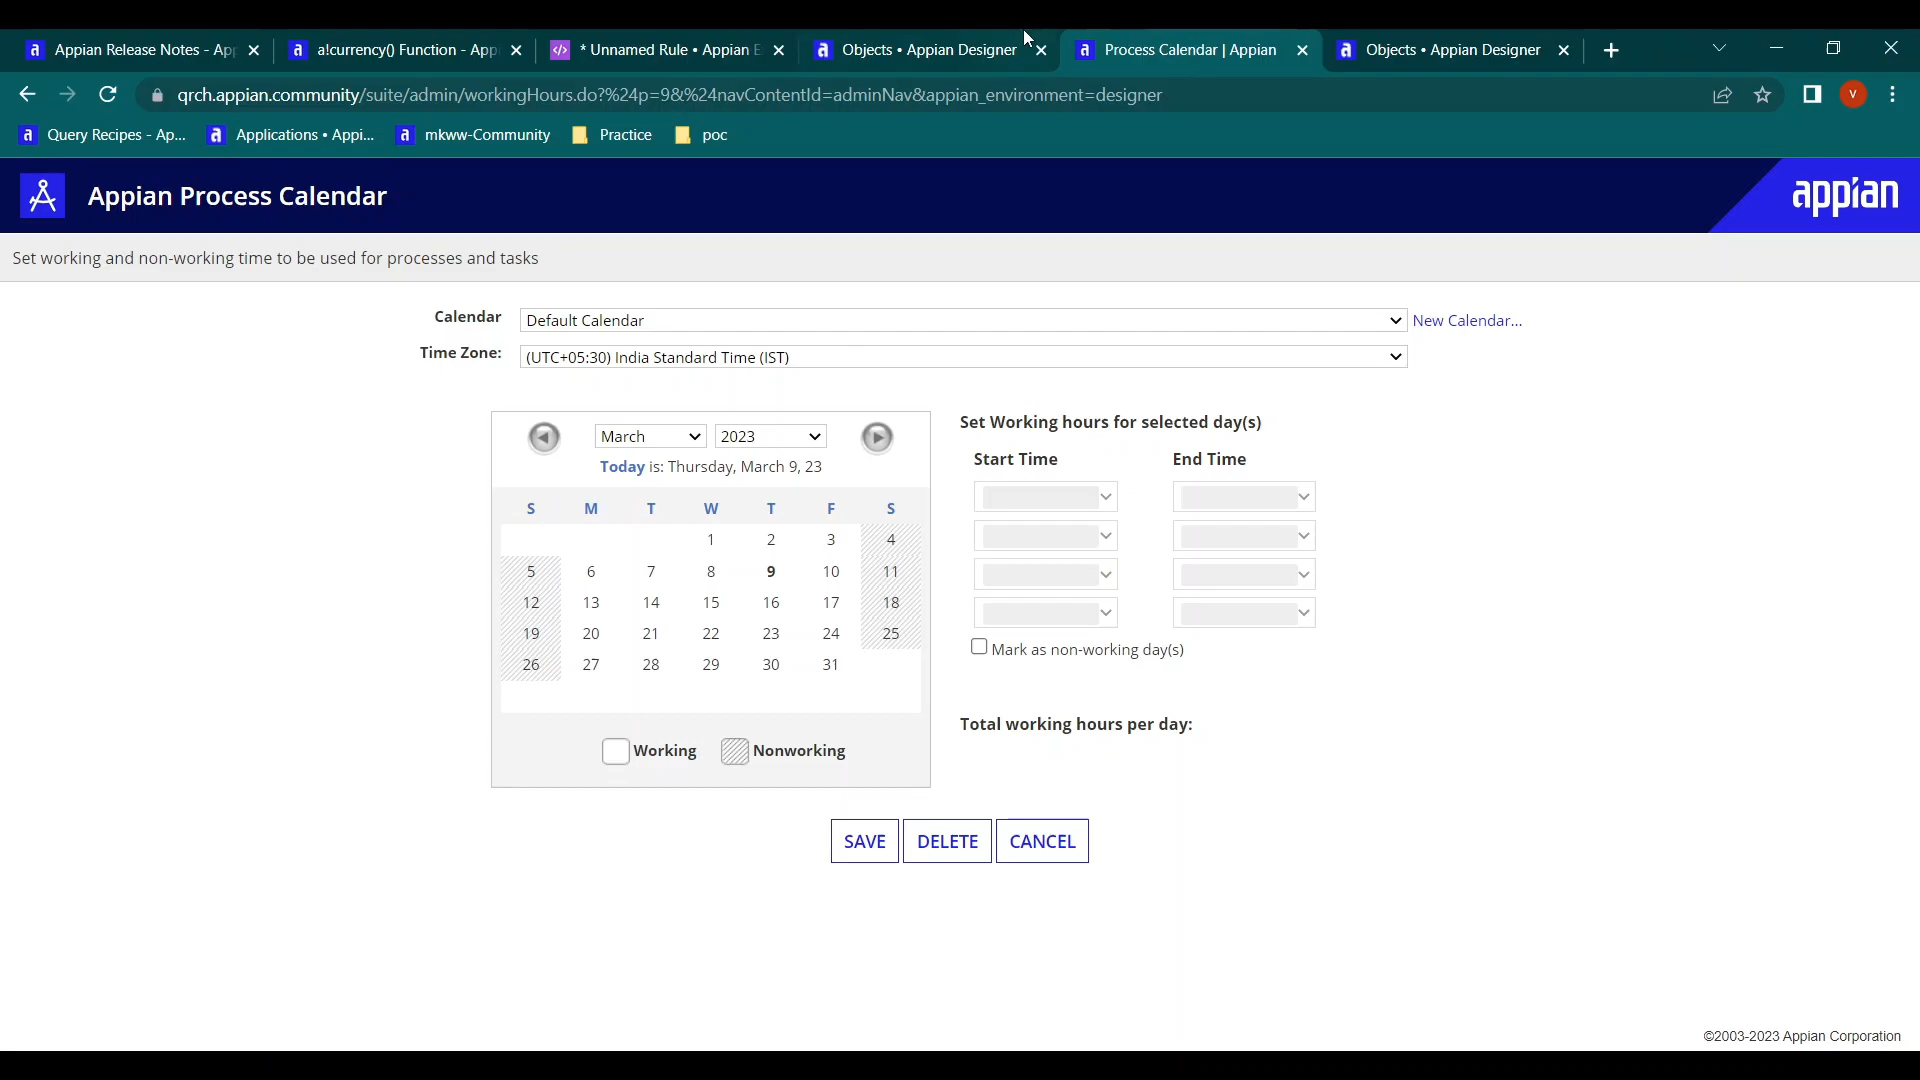 Appian Release Notes - Ap
a!currency() Function - App
* Unnamed Rule • Appian E
Objects • Appian Designer
Process Calendar | Appian
Objects • Appian Designer
qrch.appian.community/suite/admin/workingHours.do?%24p=9&%24navContentId=adminNav&appian_environment=designer
V
Query Recipes - Ap...
Applications • Appi...
mkww-Community
Practice
poc
Appian Process Calendar
appian
Set working and non-working time to be used for processes and tasks
Calendar Default Calendar New Calendar...
Time Zone: (UTC+05:30) India Standard Time (IST)
March 2023
Today is: Thursday, March 9, 23
S M T W T F S
1 2 3 4
5 6 7 8 9 10 11
12 13 14 15 16 17 18
19 20 21 22 23 24 25
26 27 28 29 30 31
Working Nonworking
Set Working hours for selected day(s)
Start Time End Time
Mark as non-working day(s)
Total working hours per day:
SAVE DELETE CANCEL
©2003-2023 Appian Corporation